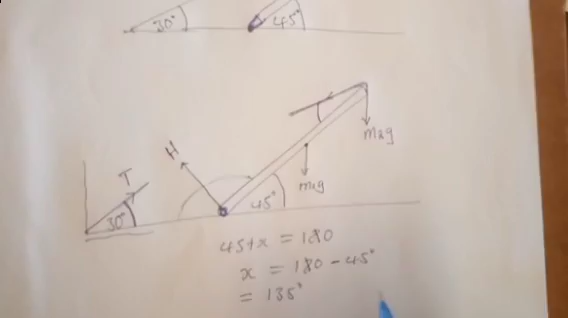 30° 45°
m2g
H
T
m1g
30° 45°
45+x = 180
x = 180 - 45°
= 135°